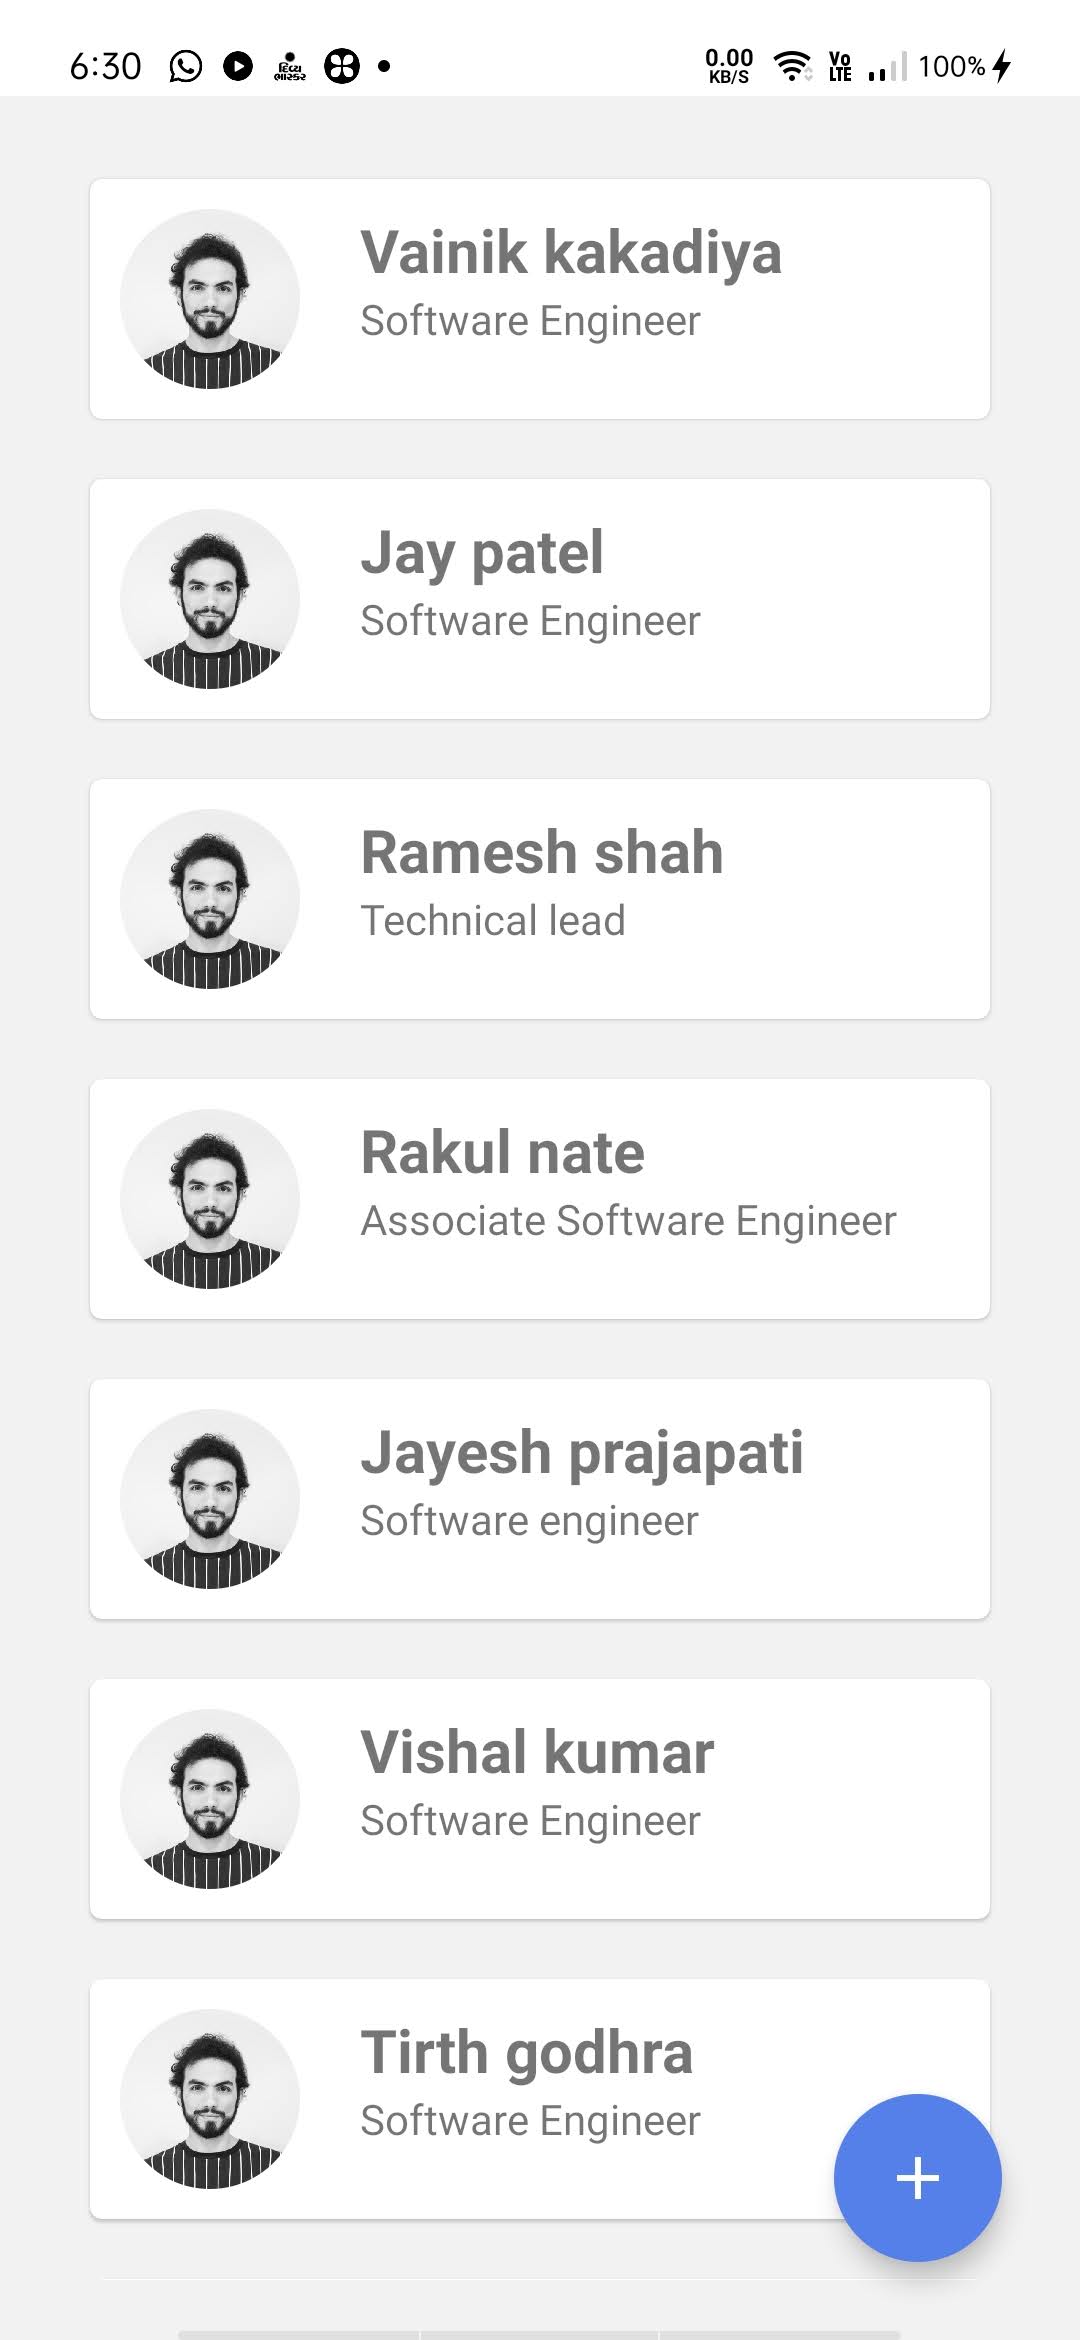 6:30 દિવ્ય ભાસ્કર 0.00 KB/S Vo LTE 100%
Vainik kakadiya
Software Engineer
Jay patel
Software Engineer
Ramesh shah
Technical lead
Rakul nate
Associate Software Engineer
Jayesh prajapati
Software engineer
Vishal kumar
Software Engineer
Tirth godhra
Software Engineer